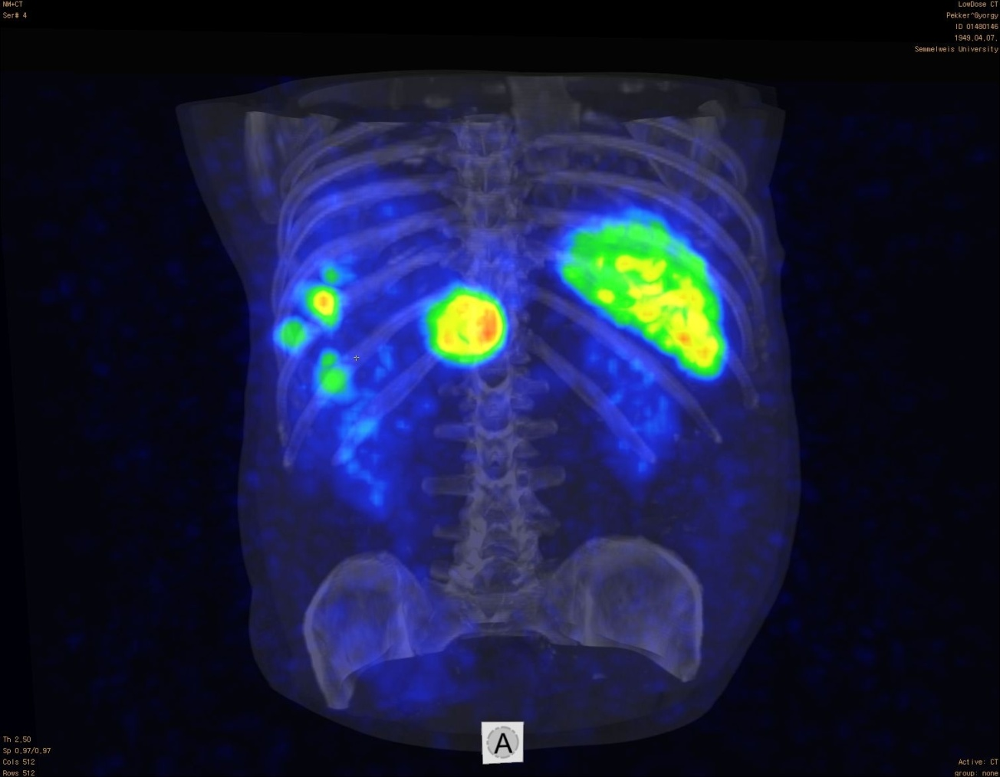 NM+CT
Ser# 4
LowDose CT
Pekker^Gyorgy
ID 01480146
1949.04.07.
Semmelweis University
A
Th 2.50
Sp 0.97/0.97
Cols 512
Rows 512
Active: CT
group: none